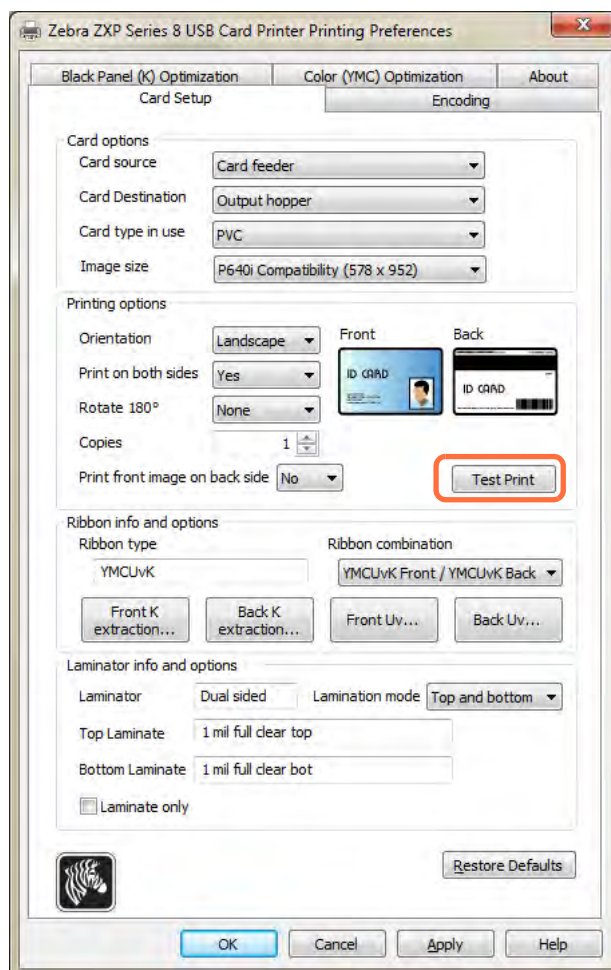 Zebra ZXP Series 8 USB Card Printer Printing Preferences
Black Panel (K) Optimization Color (YMC) Optimization About
Card Setup Encoding
Card options
Card source Card feeder
Card Destination Output hopper
Card type in use PVC
Image size P640i Compatibility (578 x 952)
Printing options
Orientation Landscape Front Back
Print on both sides Yes
ID CARD ID CARD
Rotate 180° None
Copies 1
Print front image on back side No Test Print
Ribbon info and options
Ribbon type Ribbon combination
YMCUvK YMCUvK Front / YMCUvK Back
Front K extraction... Back K extraction... Front Uv... Back Uv...
Laminator info and options
Laminator Dual sided Lamination mode Top and bottom
Top Laminate 1 mil full clear top
Bottom Laminate 1 mil full clear bot
Laminate only
Restore Defaults
OK Cancel Apply Help